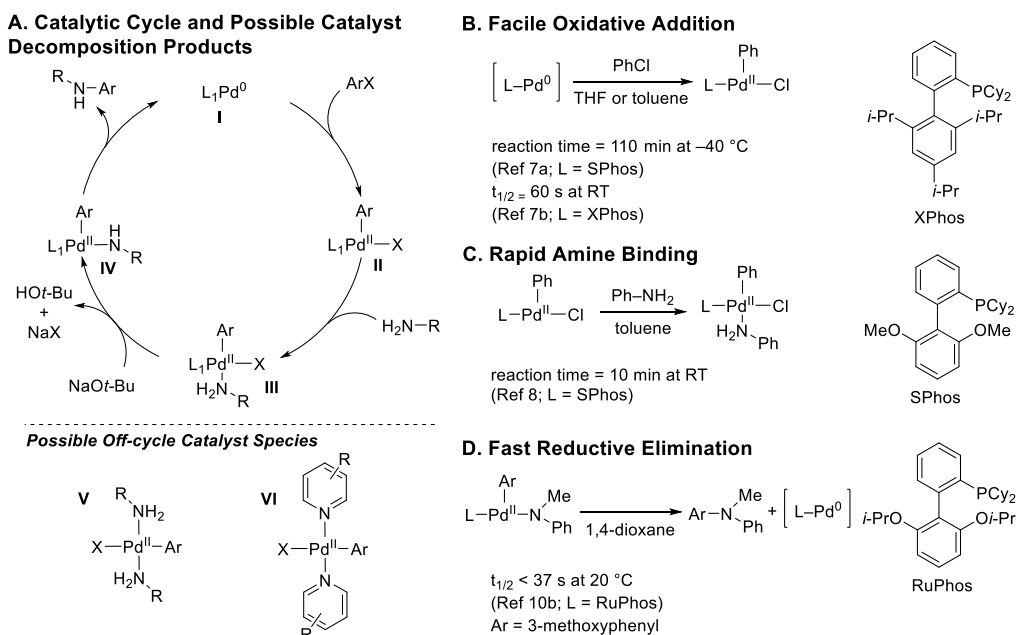 A. Catalytic Cycle and Possible Catalyst
Decomposition Products
R
N
H
Ar
L₁Pd⁰
I
ArX
Ar
L₁Pdᴵᴵ
X
II
H₂N–R
Ar
L₁Pdᴵᴵ
X
H₂N
R
III
NaOt-Bu
HOt-Bu
+
NaX
Ar
L₁Pdᴵᴵ
H
N
R
IV
Possible Off-cycle Catalyst Species
V
R
NH₂
X
Pdᴵᴵ
Ar
H₂N
R
VI
R
N
X
Pdᴵᴵ
Ar
N
R
B. Facile Oxidative Addition
[L–Pd⁰]
PhCl
THF or toluene
Ph
L–Pdᴵᴵ–Cl
reaction time = 110 min at –40 °C
(Ref 7a; L = SPhos)
t₁/₂ = 60 s at RT
(Ref 7b; L = XPhos)
PCy₂
i-Pr
i-Pr
i-Pr
XPhos
C. Rapid Amine Binding
Ph
L–Pdᴵᴵ–Cl
Ph–NH₂
toluene
Ph
L–Pdᴵᴵ–Cl
H₂N
Ph
reaction time = 10 min at RT
(Ref 8; L = SPhos)
PCy₂
MeO
OMe
SPhos
D. Fast Reductive Elimination
Ar
Me
L–Pdᴵᴵ–N
Ph
1,4-dioxane
Me
Ar–N
Ph
+ [L–Pd⁰]
t₁/₂ < 37 s at 20 °C
(Ref 10b; L = RuPhos)
Ar = 3-methoxyphenyl
PCy₂
i-PrO
Oi-Pr
RuPhos